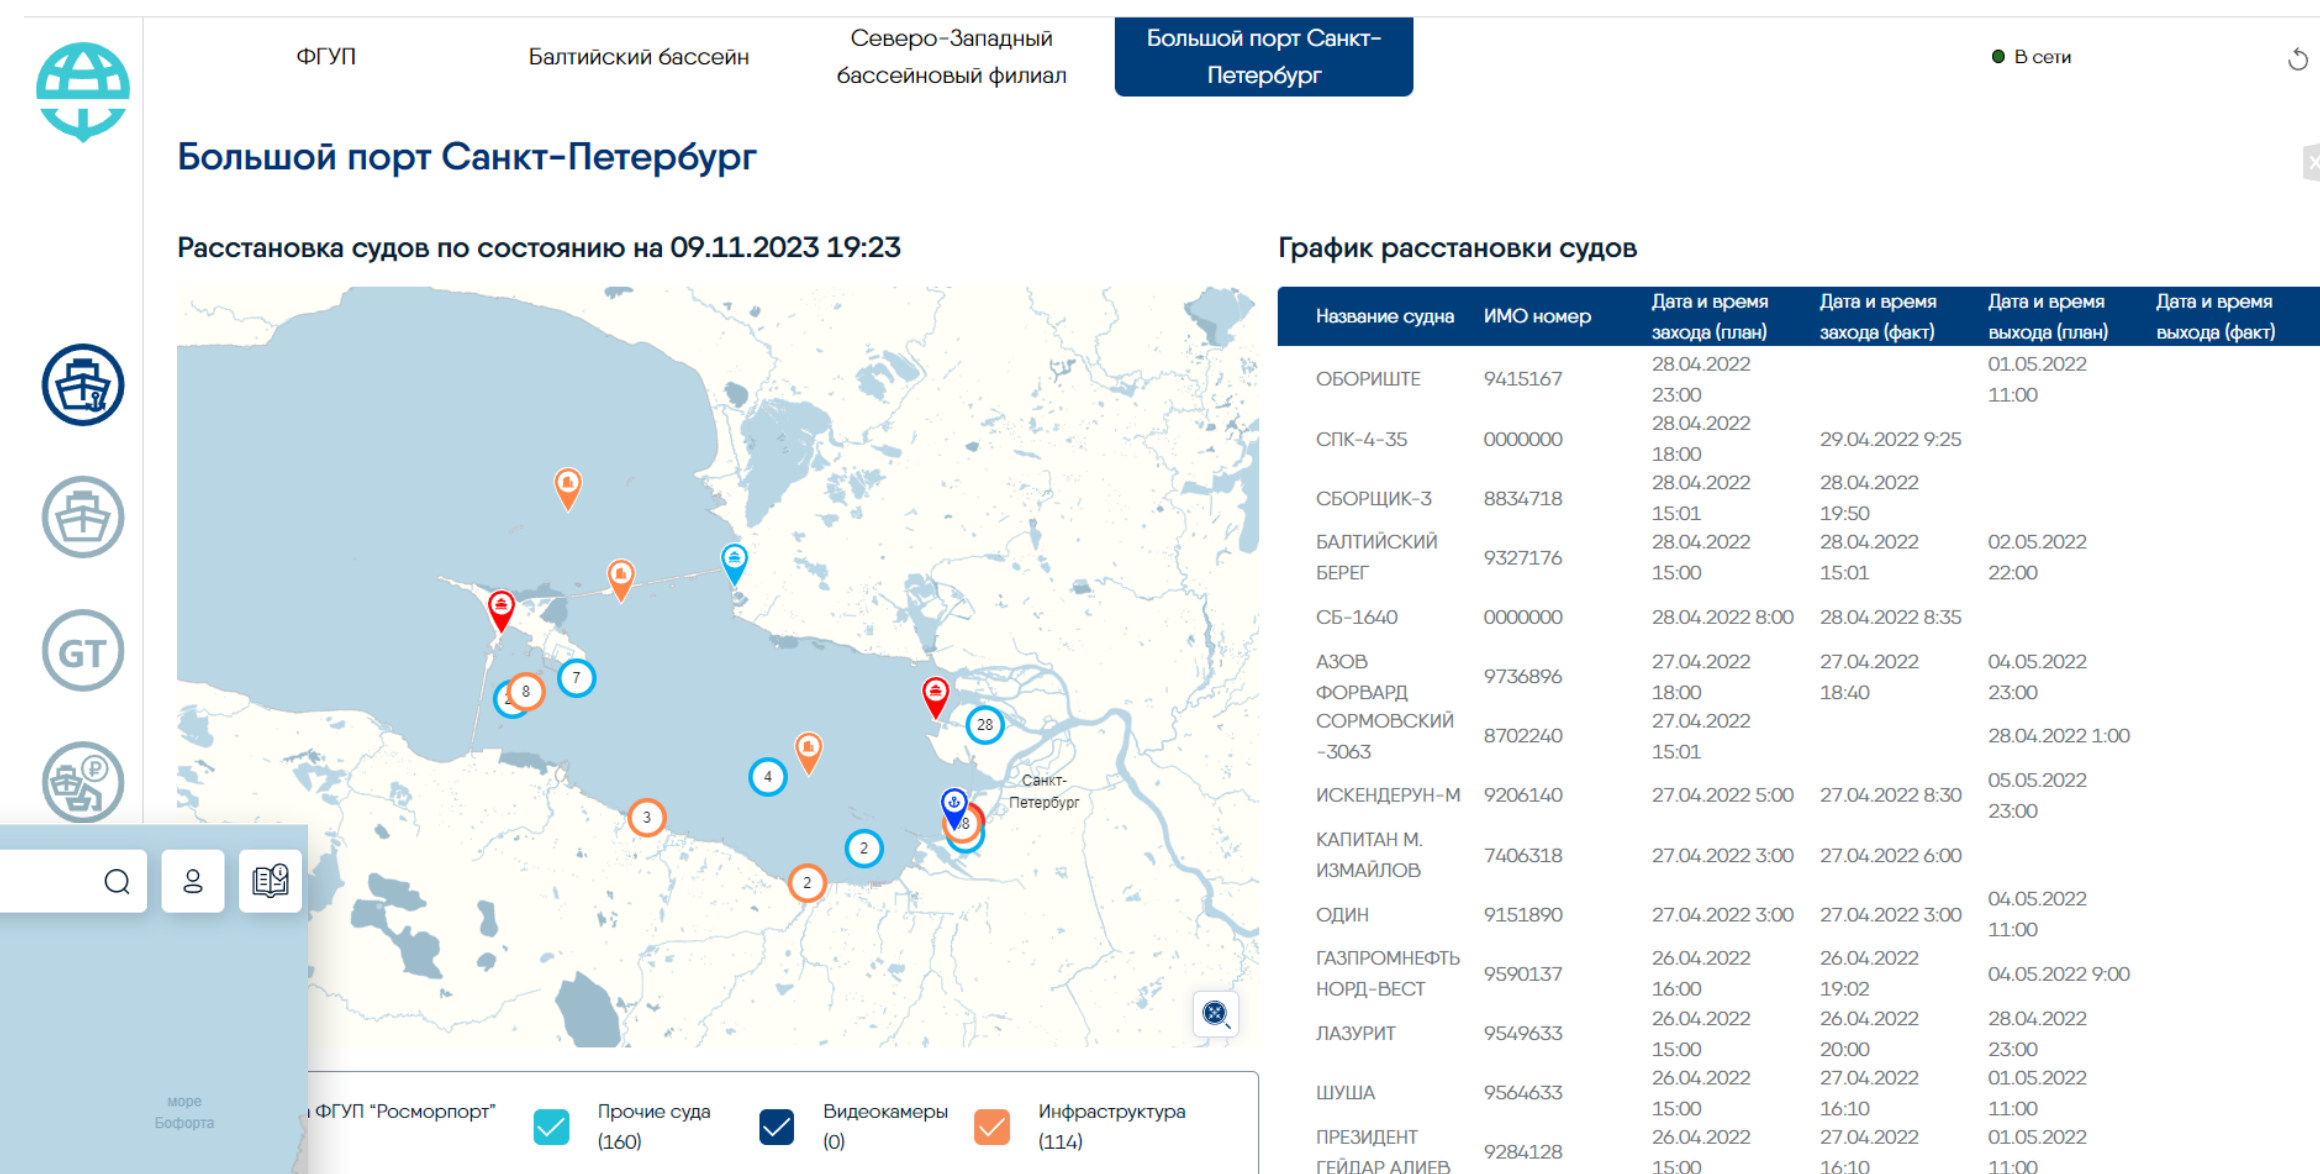 ФГУП
Балтийский бассейн
Северо-Западный
бассейновый филиал
Большой порт Санкт-
Петербург
В сети
Большой порт Санкт-Петербург
Расстановка судов по состоянию на 09.11.2023 19:23
График расстановки судов
GT
8
7
28
4
3
2
2
Санкт-
Петербург
море
Бофорта
ФГУП "Росморпорт"
Прочие суда
(160)
Видеокамеры
(0)
Инфраструктура
(114)
Название судна ИМО номер Дата и время Дата и время Дата и время Дата и время
захода (план) захода (факт) выхода (план) выхода (факт)
28.04.2022 01.05.2022
ОБОРИШТЕ 9415167
23:00 11:00
28.04.2022
СПК-4-35 0000000 29.04.2022 9:25
18:00
28.04.2022 28.04.2022
СБОРЩИК-3 8834718
15:01 19:50
БАЛТИЙСКИЙ 28.04.2022 28.04.2022 02.05.2022
9327176
БЕРЕГ 15:00 15:01 22:00
СБ-1640 0000000 28.04.2022 8:00 28.04.2022 8:35
АЗОВ 27.04.2022 27.04.2022 04.05.2022
9736896
ФОРВАРД 18:00 18:40 23:00
СОРМОВСКИЙ 27.04.2022
8702240 28.04.2022 1:00
-3063 15:01
05.05.2022
ИСКЕНДЕРУН-М 9206140 27.04.2022 5:00 27.04.2022 8:30
23:00
КАПИТАН М.
7406318 27.04.2022 3:00 27.04.2022 6:00
ИЗМАЙЛОВ
04.05.2022
ОДИН 9151890 27.04.2022 3:00 27.04.2022 3:00
11:00
ГАЗПРОМНЕФТЬ 26.04.2022 26.04.2022
9590137 04.05.2022 9:00
НОРД-ВЕСТ 16:00 19:02
26.04.2022 26.04.2022 28.04.2022
ЛАЗУРИТ 9549633
15:00 20:00 23:00
26.04.2022 27.04.2022 01.05.2022
ШУША 9564633
15:00 16:10 11:00
ПРЕЗИДЕНТ 26.04.2022 27.04.2022 01.05.2022
9284128
ГЕЙДАР АЛИЕВ 15:00 16:10 11:00